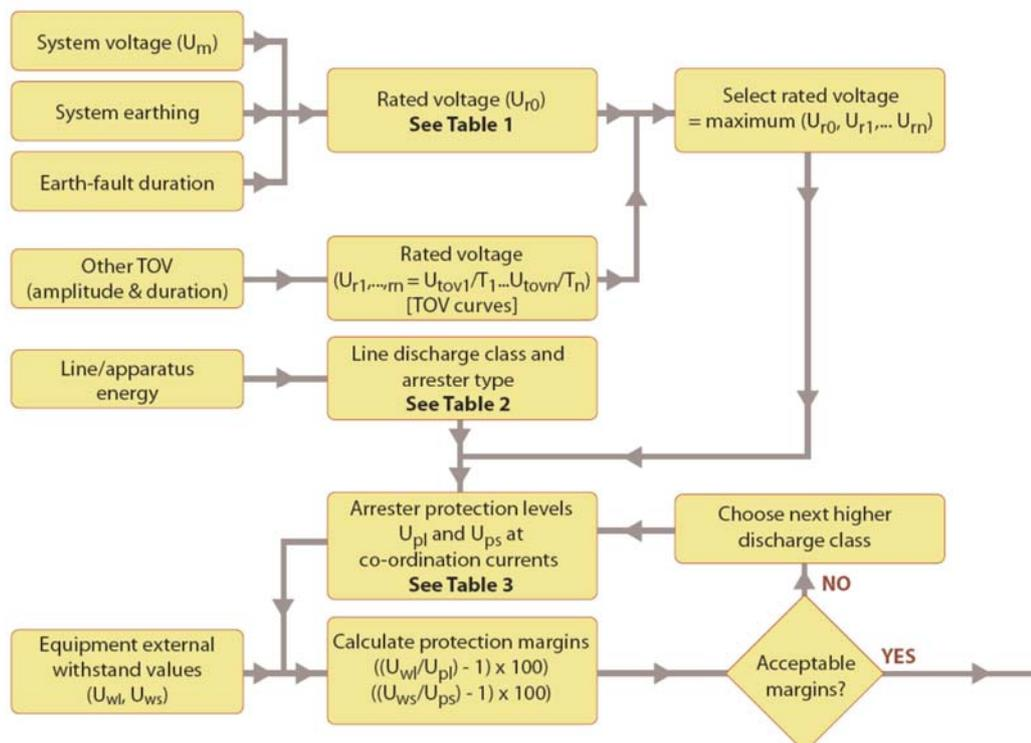 System voltage (Um)
System earthing
Earth-fault duration
Rated voltage (Ur0)
See Table 1
Select rated voltage
= maximum (Ur0, Ur1,... Urn)
Other TOV
(amplitude & duration)
Rated voltage
(Ur1,...,rn = Utov1/T1...Utovn/Tn)
[TOV curves]
Line/apparatus
energy
Line discharge class and
arrester type
See Table 2
Arrester protection levels
Upl and Ups at
co-ordination currents
See Table 3
Choose next higher
discharge class
NO
Equipment external
withstand values
(Uwl, Uws)
Calculate protection margins
((Uwl/Upl) - 1) x 100)
((Uws/Ups) - 1) x 100)
Acceptable
margins?
YES